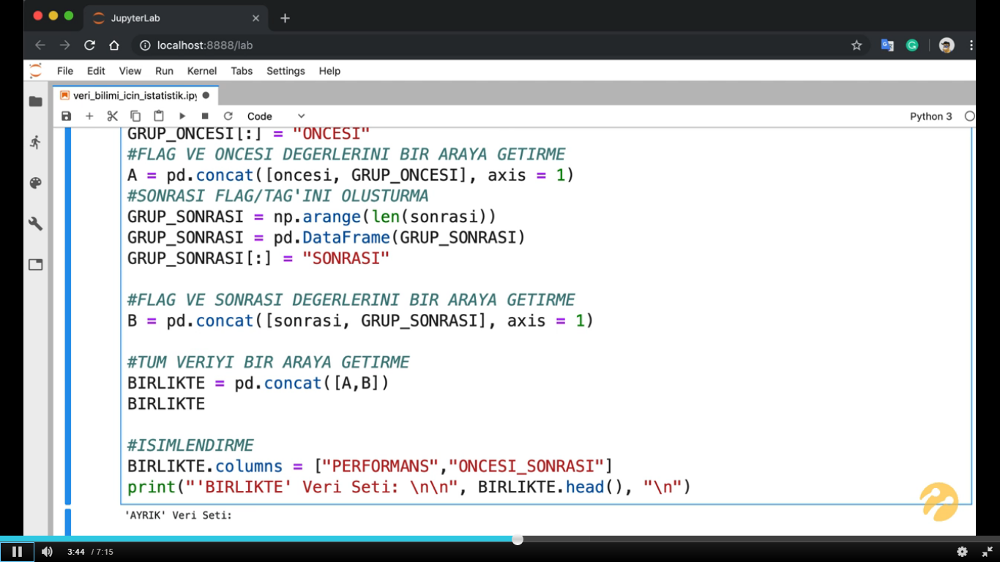 JupyterLab
localhost:8888/lab
File Edit View Run Kernel Tabs Settings Help
veri_bilimi_icin_istatistik.ipy
Code
Python 3
GRUP_ONCESI[:] = "ONCESI"
#FLAG VE ONCESI DEGERLERINI BIR ARAYA GETIRME
A = pd.concat([oncesi, GRUP_ONCESI], axis = 1)
#SONRASI FLAG/TAG'INI OLUSTURMA
GRUP_SONRASI = np.arange(len(sonrasi))
GRUP_SONRASI = pd.DataFrame(GRUP_SONRASI)
GRUP_SONRASI[:] = "SONRASI"
#FLAG VE SONRASI DEGERLERINI BIR ARAYA GETIRME
B = pd.concat([sonrasi, GRUP_SONRASI], axis = 1)
#TUM VERIYI BIR ARAYA GETIRME
BIRLIKTE = pd.concat([A,B])
BIRLIKTE
#ISIMLENDIRME
BIRLIKTE.columns = ["PERFORMANS","ONCESI_SONRASI"]
print("'BIRLIKTE' Veri Seti: \n\n", BIRLIKTE.head(), "\n")
'AYRIK' Veri Seti:
3:44 / 7:15